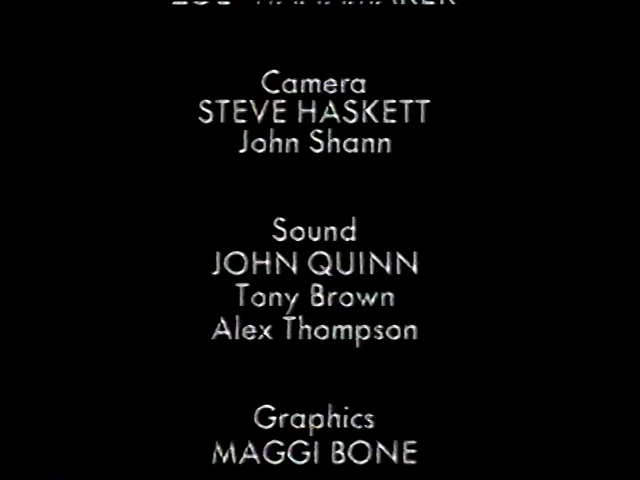 Camera
STEVE HASKETT
John Shann
Sound
JOHN QUINN
Tony Brown
Alex Thompson
Graphics
MAGGI BONE